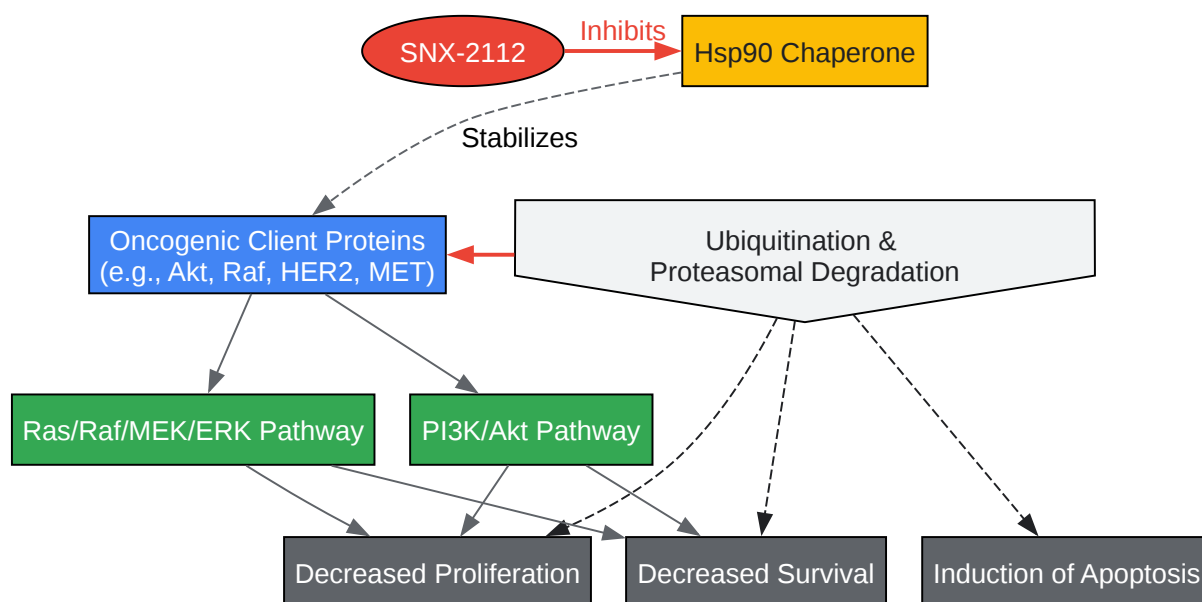 Inhibits
SNX-2112
Hsp90 Chaperone
Stabilizes
Oncogenic Client Proteins
(e.g., Akt, Raf, HER2, MET)
Ubiquitination &
Proteasomal Degradation
Ras/Raf/MEK/ERK Pathway
PI3K/Akt Pathway
Decreased Proliferation
Decreased Survival
Induction of Apoptosis